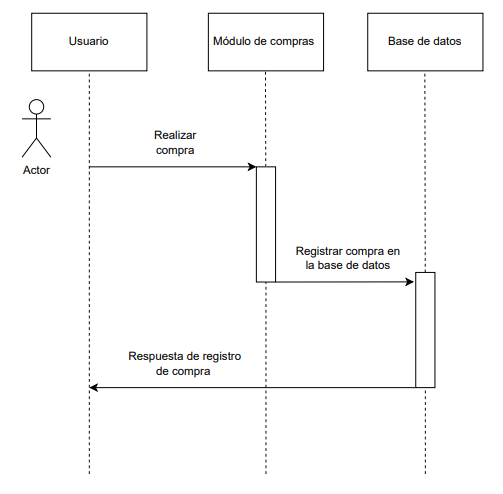 Usuario
Módulo de compras
Base de datos
Actor
Realizar
compra
Registrar compra en
la base de datos
Respuesta de registro
de compra